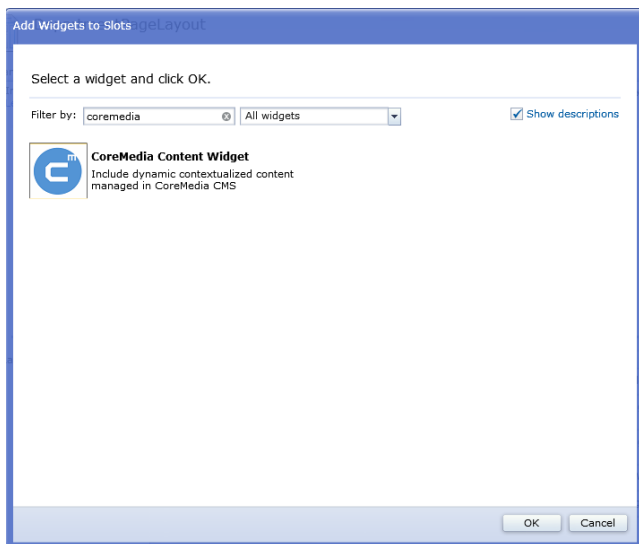 Add Widgets to Slots
ageLayout
Select a widget and click OK.
Filter by: coremedia All widgets Show descriptions
C m
CoreMedia Content Widget
Include dynamic contextualized content
managed in CoreMedia CMS
OK Cancel